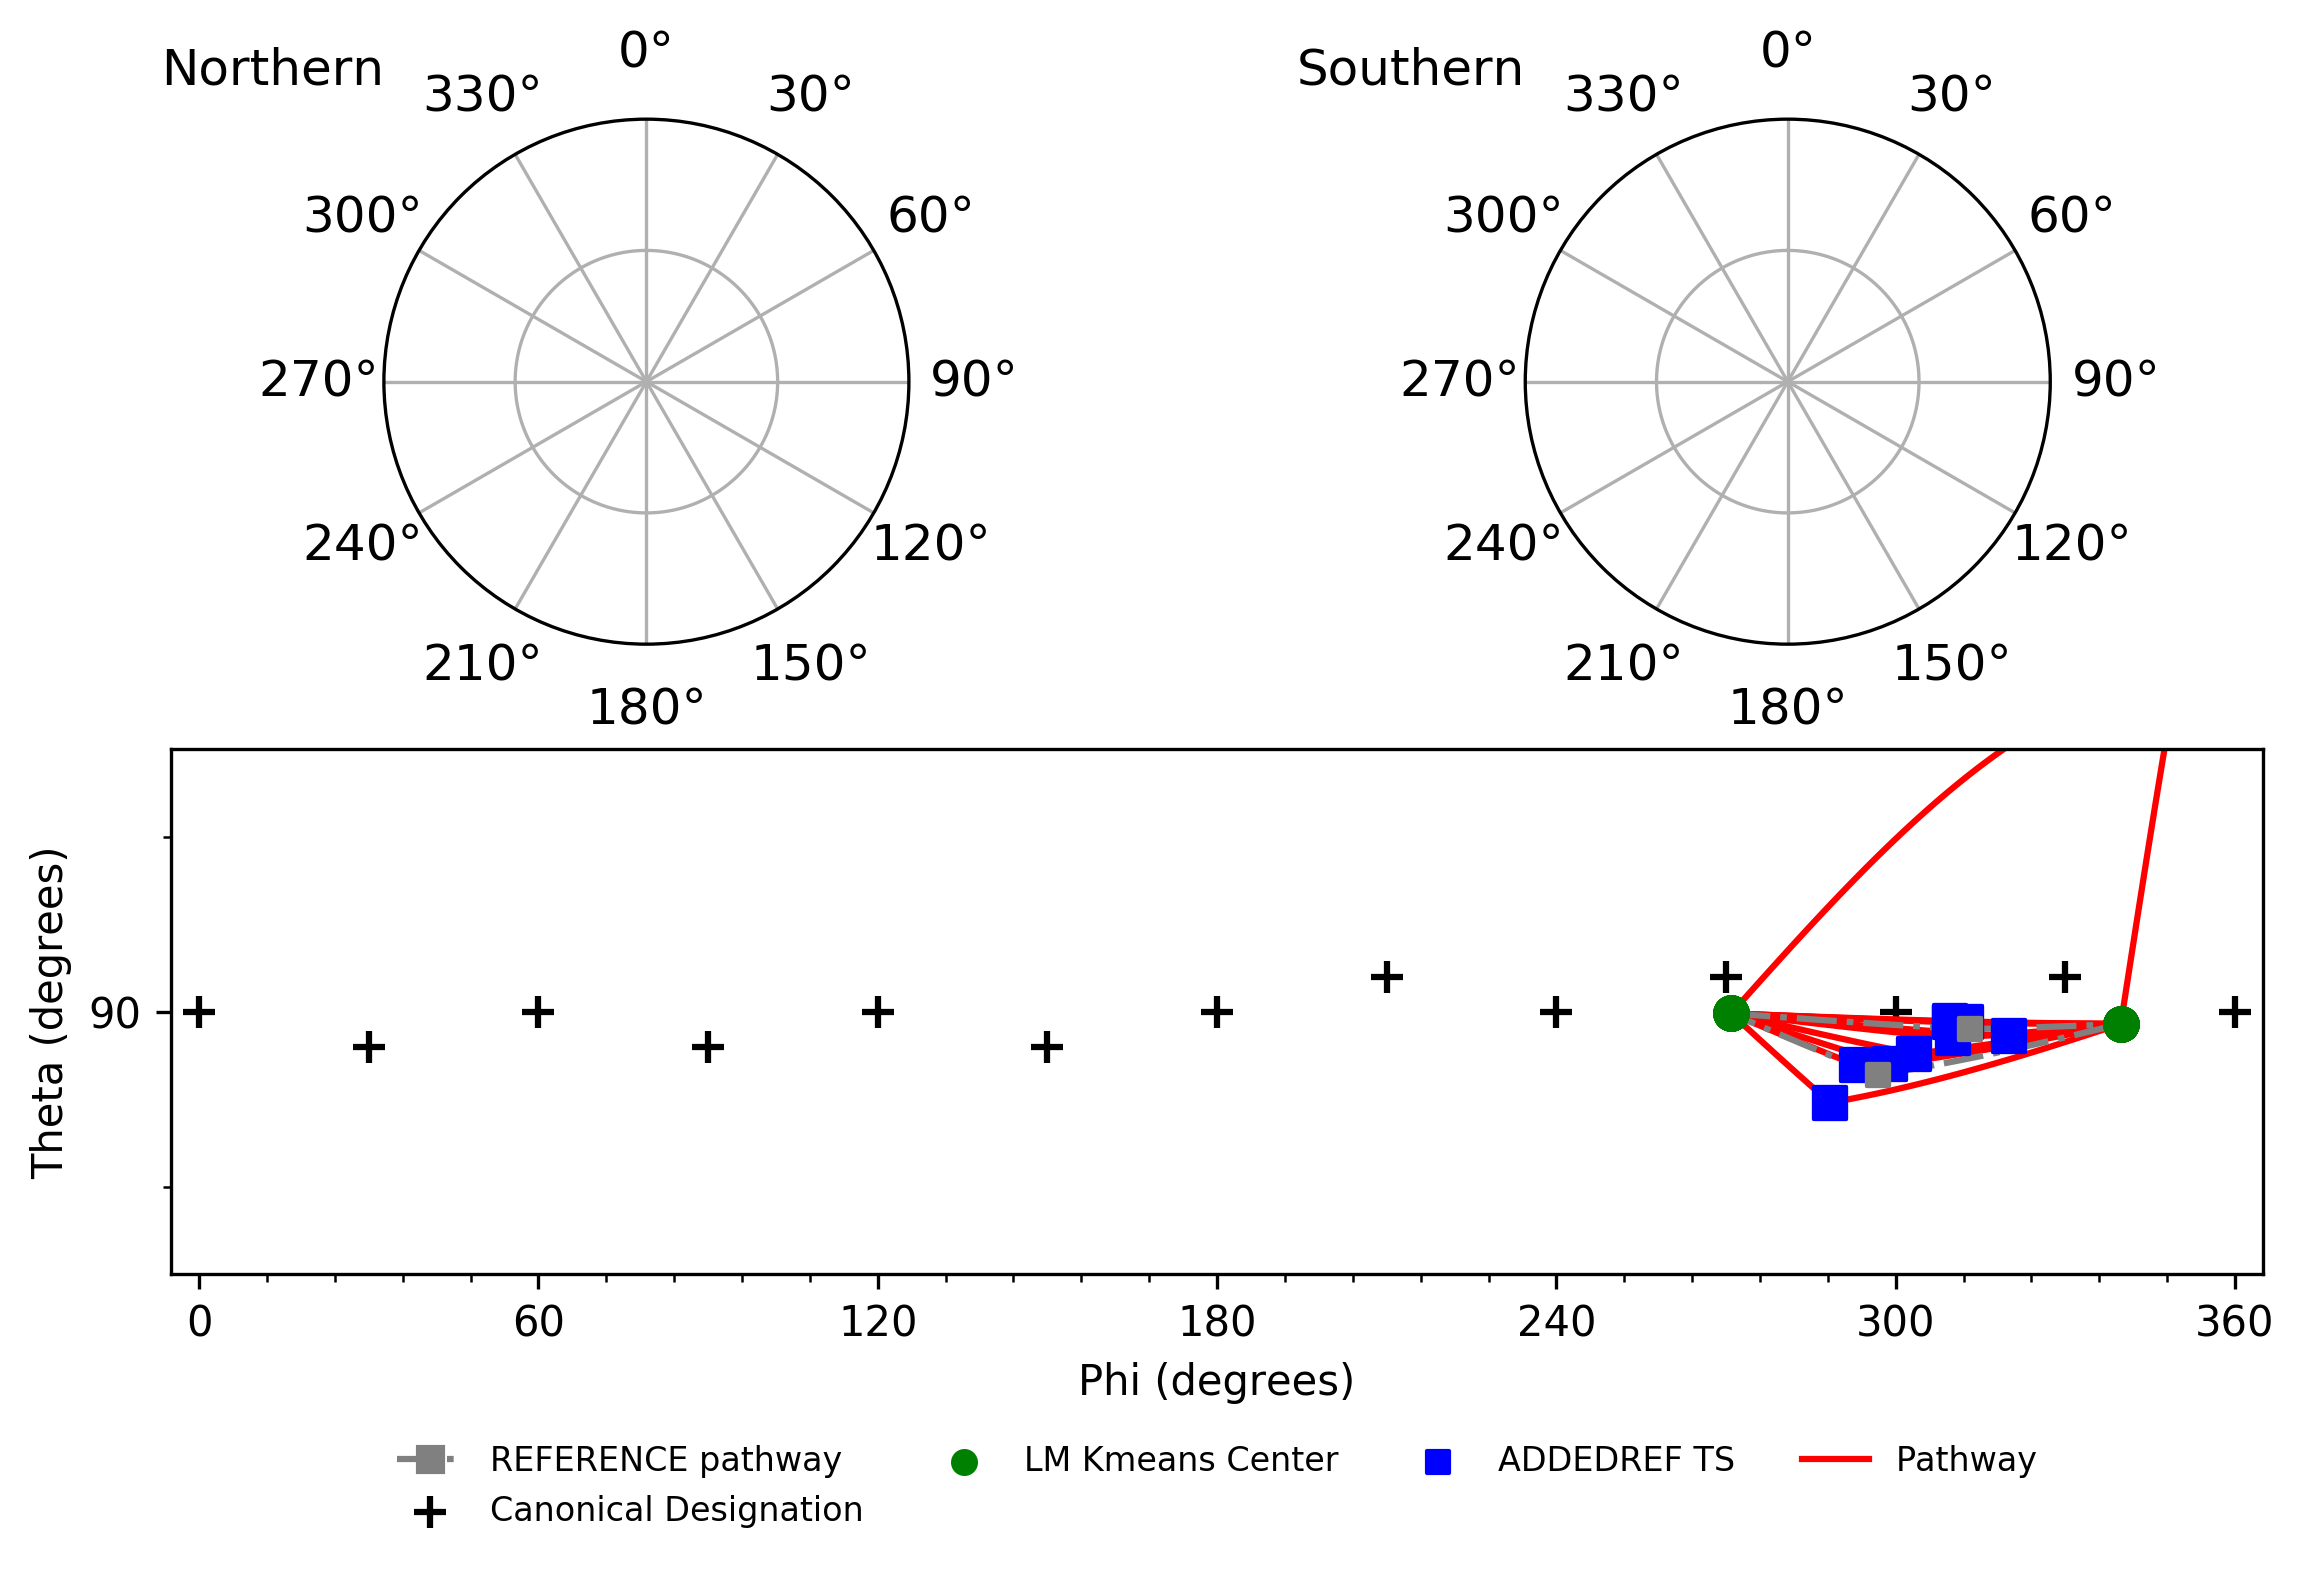 Northern
0°
330°
30°
300°
60°
270°
90°
240°
120°
210°
150°
180°
Southern
0°
330°
30°
300°
60°
270°
90°
240°
120°
210°
150°
180°
Theta (degrees)
90
0 60 120 180 240 300 360
Phi (degrees)
REFERENCE pathway
Canonical Designation
LM Kmeans Center
ADDEDREF TS
Pathway